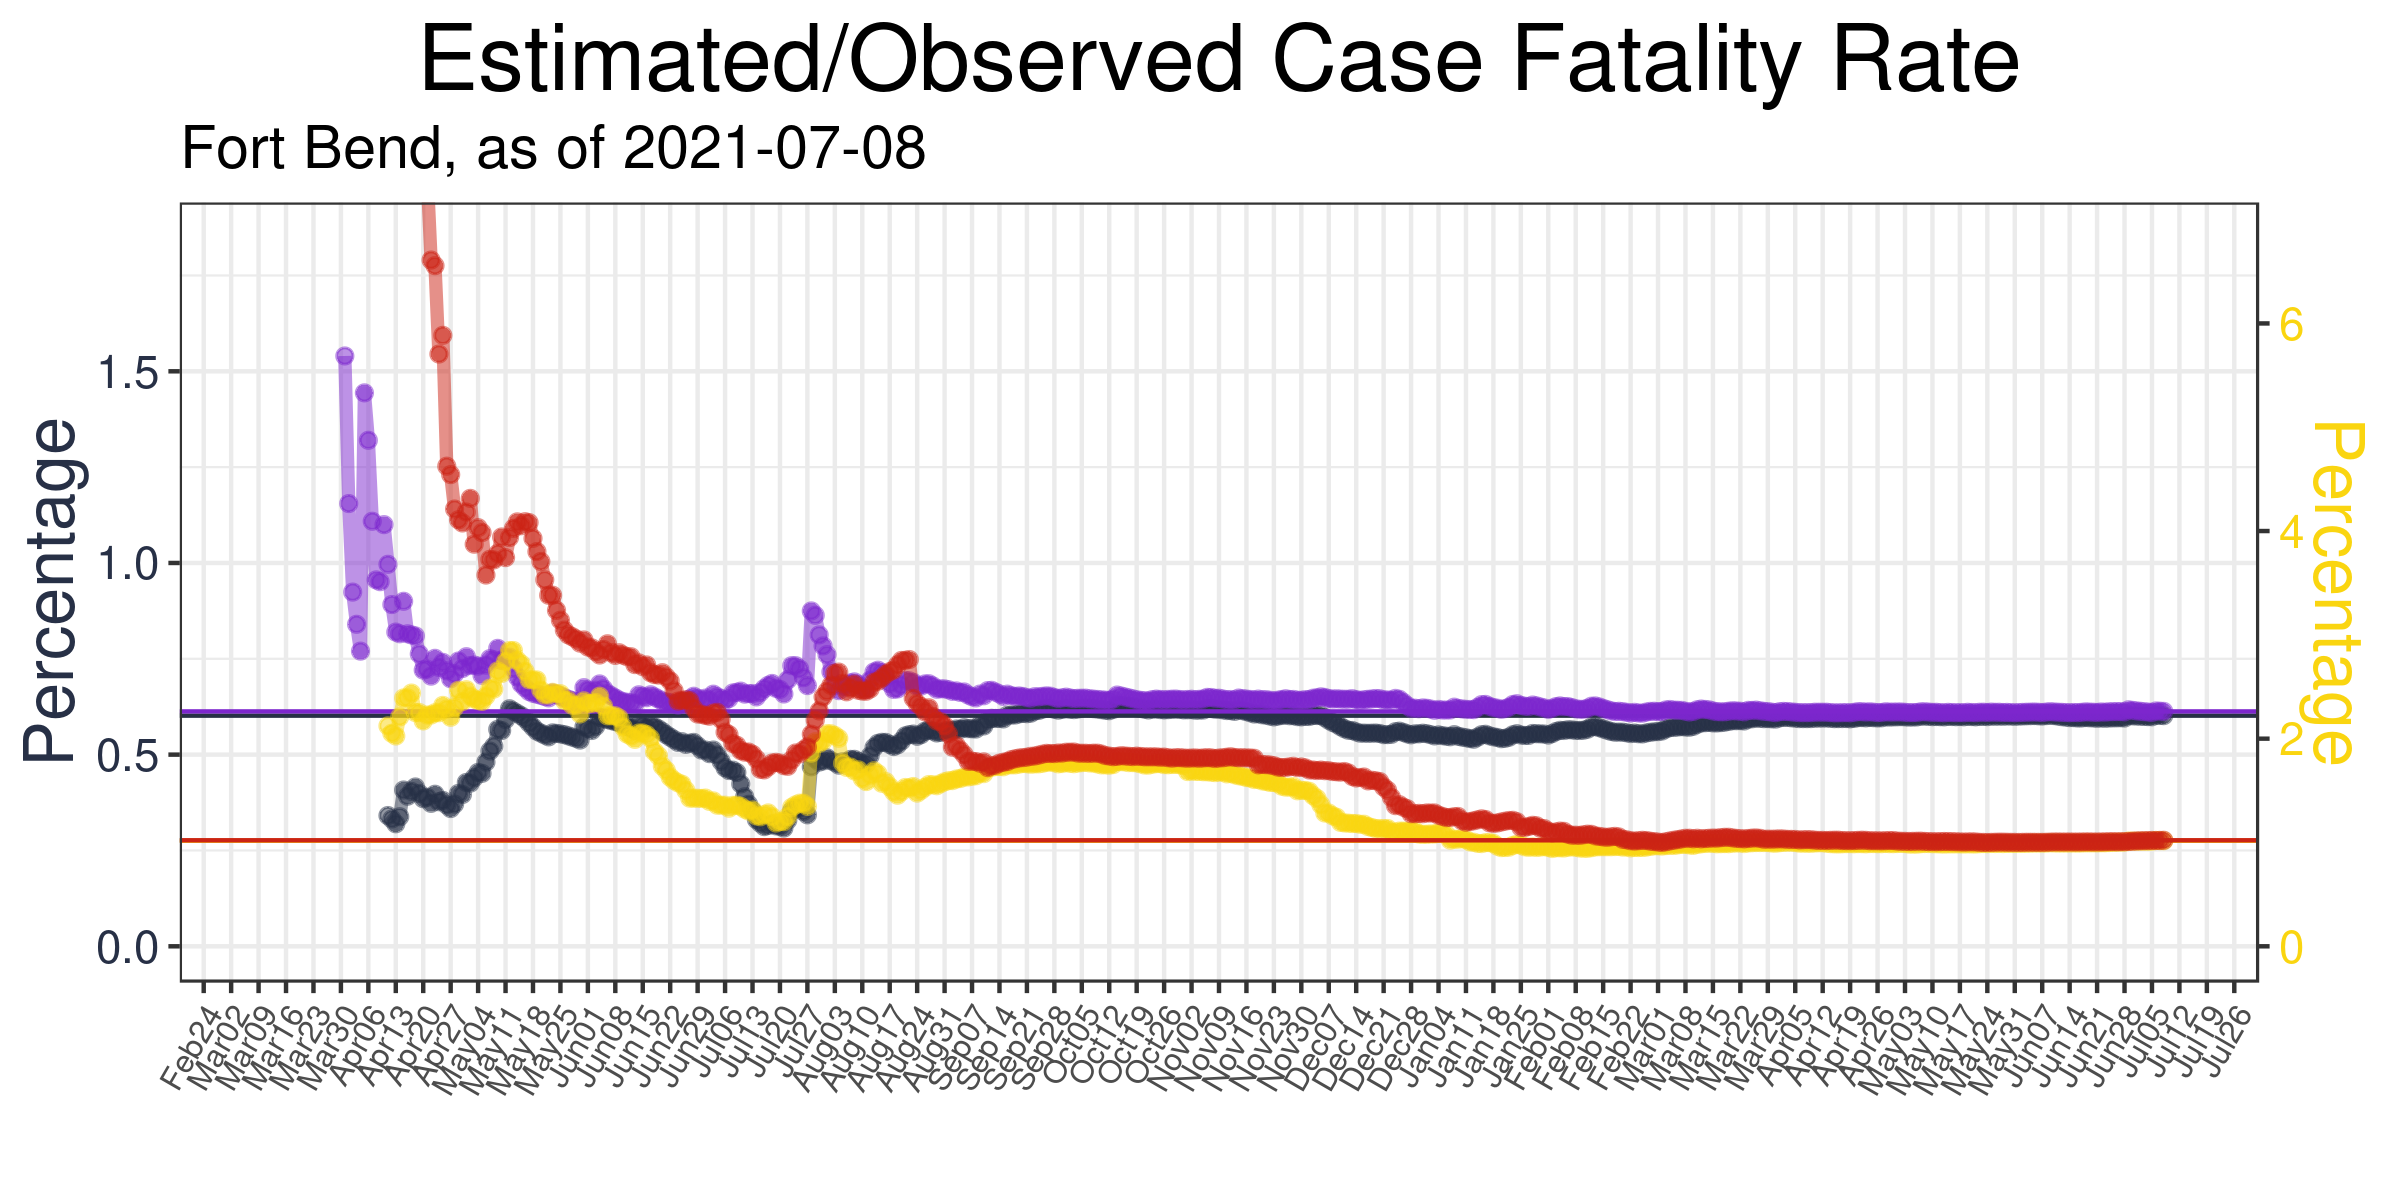 Estimated/Observed Case Fatality Rate
Fort Bend, as of 2021-07-08
Percentage
1.5
1.0
0.5
0.0
6
4
2
0
Percentage
Feb24
Mar02
Mar09
Mar16
Mar23
Mar30
Apr06
Apr13
Apr20
Apr27
May04
May11
May18
May25
Jun01
Jun08
Jun15
Jun22
Jun29
Jul06
Jul13
Jul20
Jul27
Aug03
Aug10
Aug17
Aug24
Aug31
Sep07
Sep14
Sep21
Sep28
Oct05
Oct12
Oct19
Oct26
Nov02
Nov09
Nov16
Nov23
Nov30
Dec07
Dec14
Dec21
Dec28
Jan04
Jan11
Jan18
Jan25
Feb01
Feb08
Feb15
Feb22
Mar01
Mar08
Mar15
Mar22
Mar29
Apr05
Apr12
Apr19
Apr26
May03
May10
May17
May24
May31
Jun07
Jun14
Jun21
Jun28
Jul05
Jul12
Jul19
Jul26